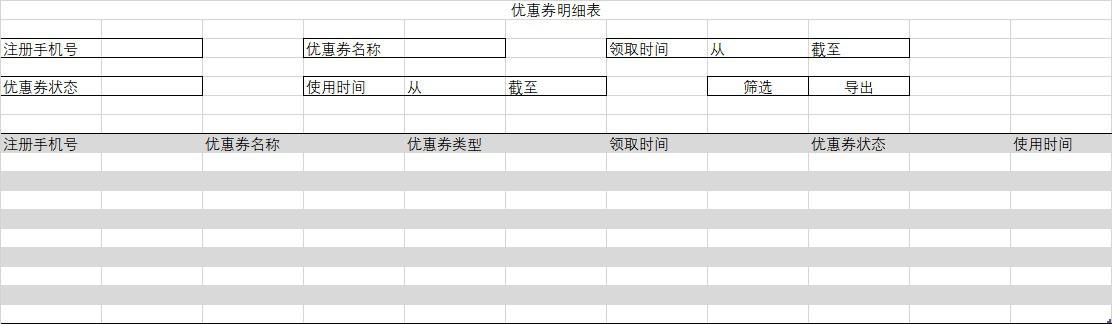 优惠券明细表
注册手机号 优惠券名称 领取时间 从 截至
优惠券状态 使用时间 从 截至 筛选 导出
注册手机号 优惠券名称 优惠券类型 领取时间 优惠券状态 使用时间